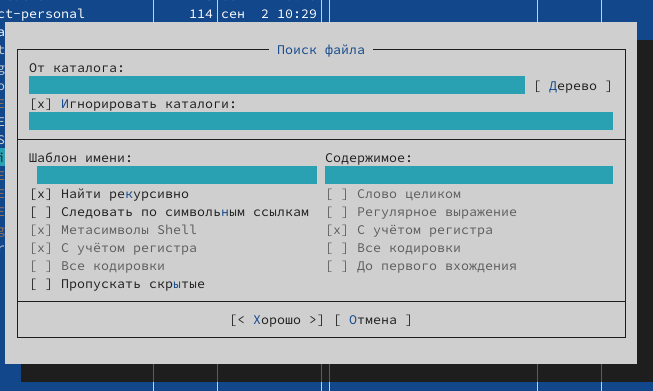 ct-personal 114 сен 2 10:29
Поиск файла
От каталога:
[ Дерево ]
[x] Игнорировать каталоги:
Шаблон имени: Содержимое:
[x] Найти рекурсивно [ ] Слово целиком
[ ] Следовать по символьным ссылкам [ ] Регулярное выражение
[x] Метасимволы Shell [x] С учётом регистра
[x] С учётом регистра [ ] Все кодировки
[ ] Все кодировки [ ] До первого вхождения
[ ] Пропускать скрытые
[< Хорошо >] [ Отмена ]